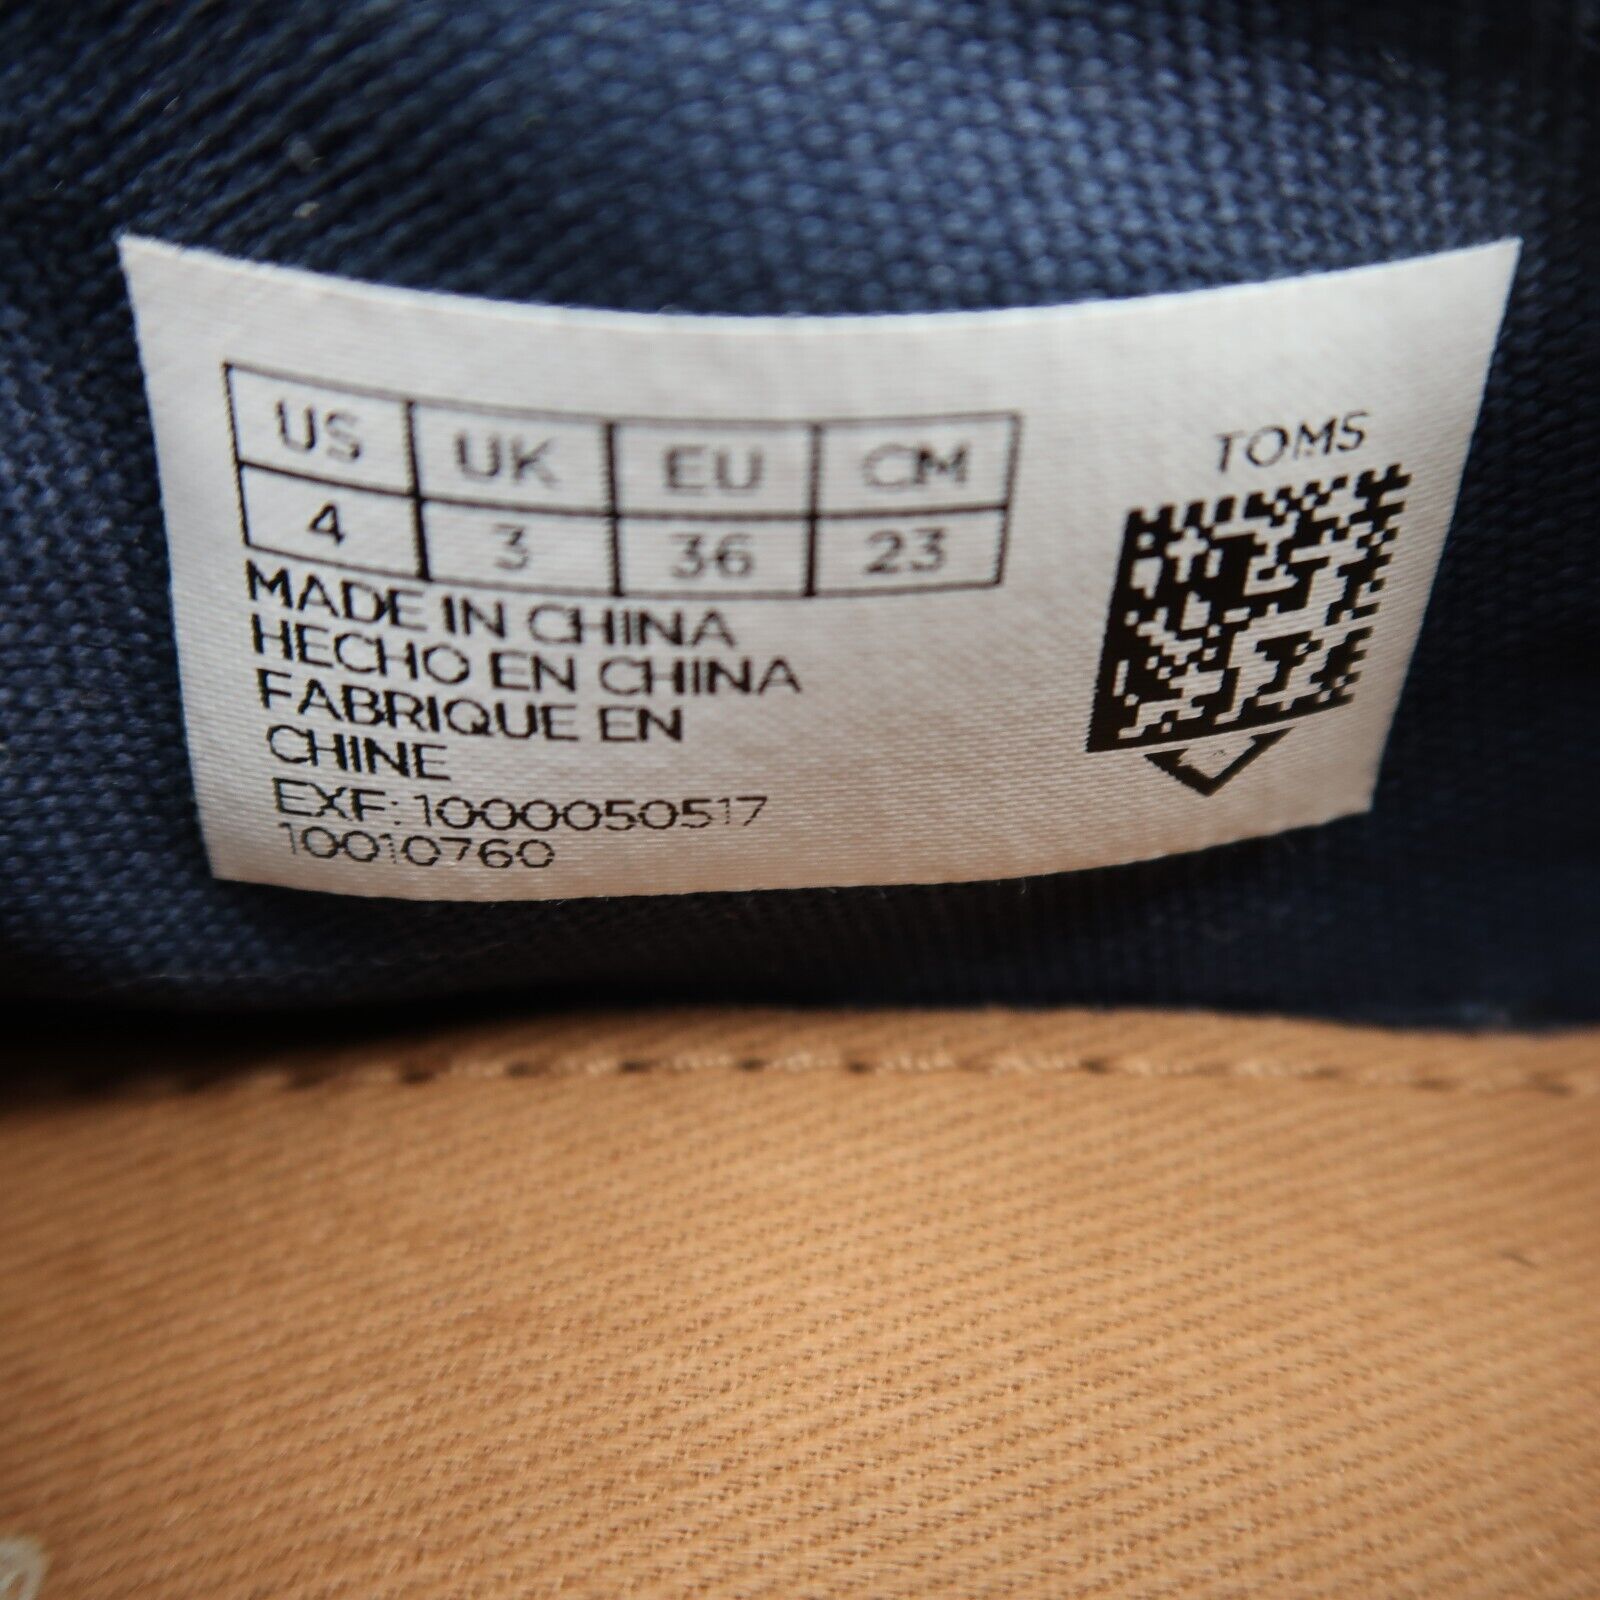 US UK EU CM
4 3 36 23
MADE IN CHINA
HECHO EN CHINA
FABRIQUE EN
CHINE
EXF: 1000050517
10010760
TOMS